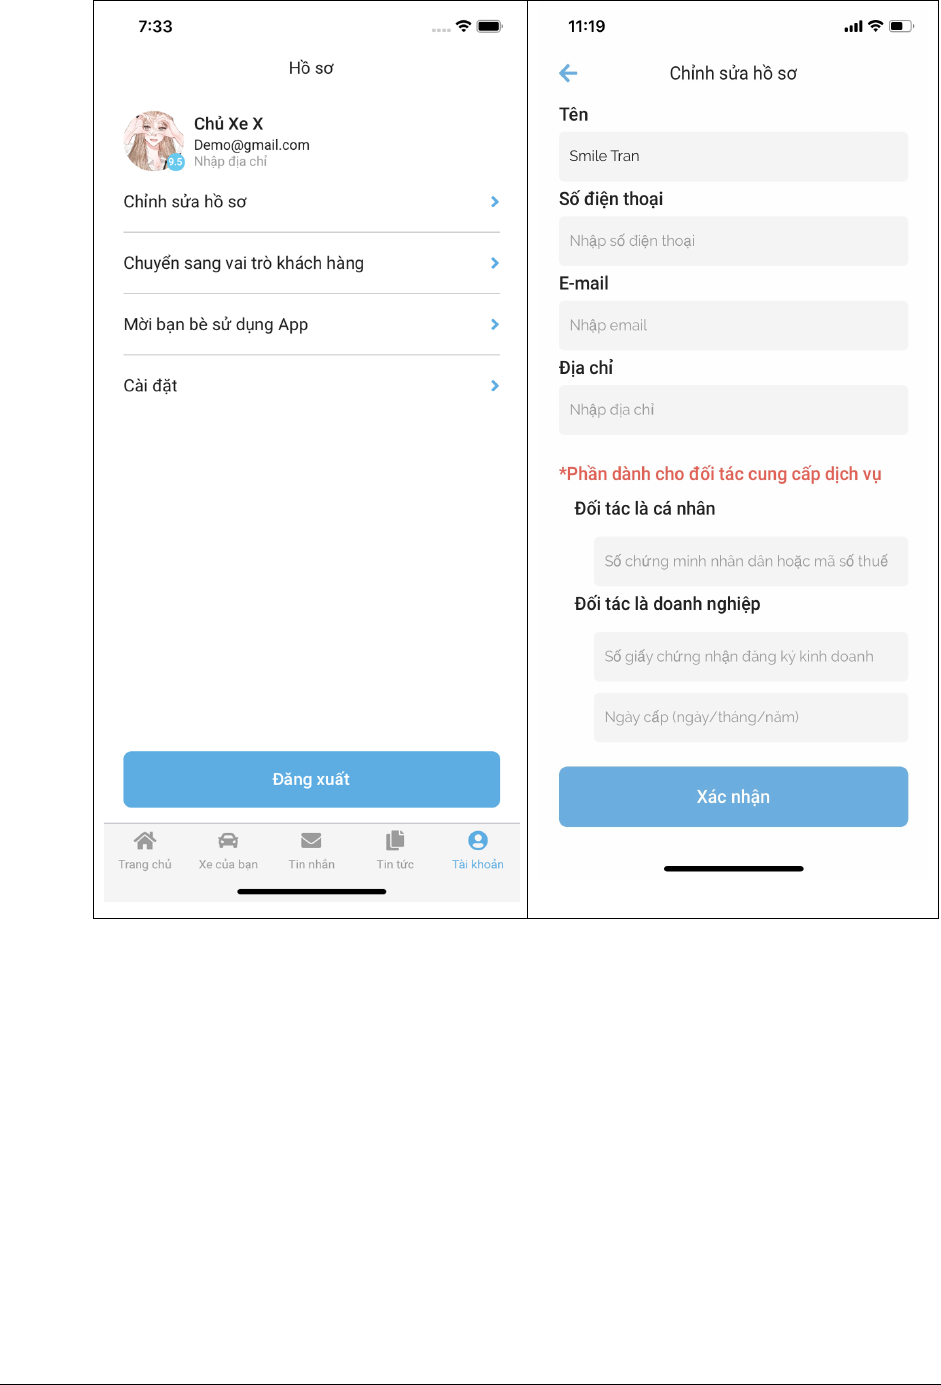 7:33
Hồ sơ
Chủ Xe X
Demo@gmail.com
9.5
Nhập địa chỉ
Chỉnh sửa hồ sơ
Chuyển sang vai trò khách hàng
Mời bạn bè sử dụng App
Cài đặt
Đăng xuất
Trang chủ
Xe của bạn
Tin nhắn
Tin tức
Tài khoản
11:19
Chỉnh sửa hồ sơ
Tên
Smile Tran
Số điện thoại
Nhập số điện thoại
E-mail
Nhập email
Địa chỉ
Nhập địa chỉ
*Phần dành cho đối tác cung cấp dịch vụ
Đối tác là cá nhân
Số chứng minh nhân dân hoặc mã số thuế
Đối tác là doanh nghiệp
Số giấy chứng nhận đăng ký kinh doanh
Ngày cấp (ngày/tháng/năm)
Xác nhận